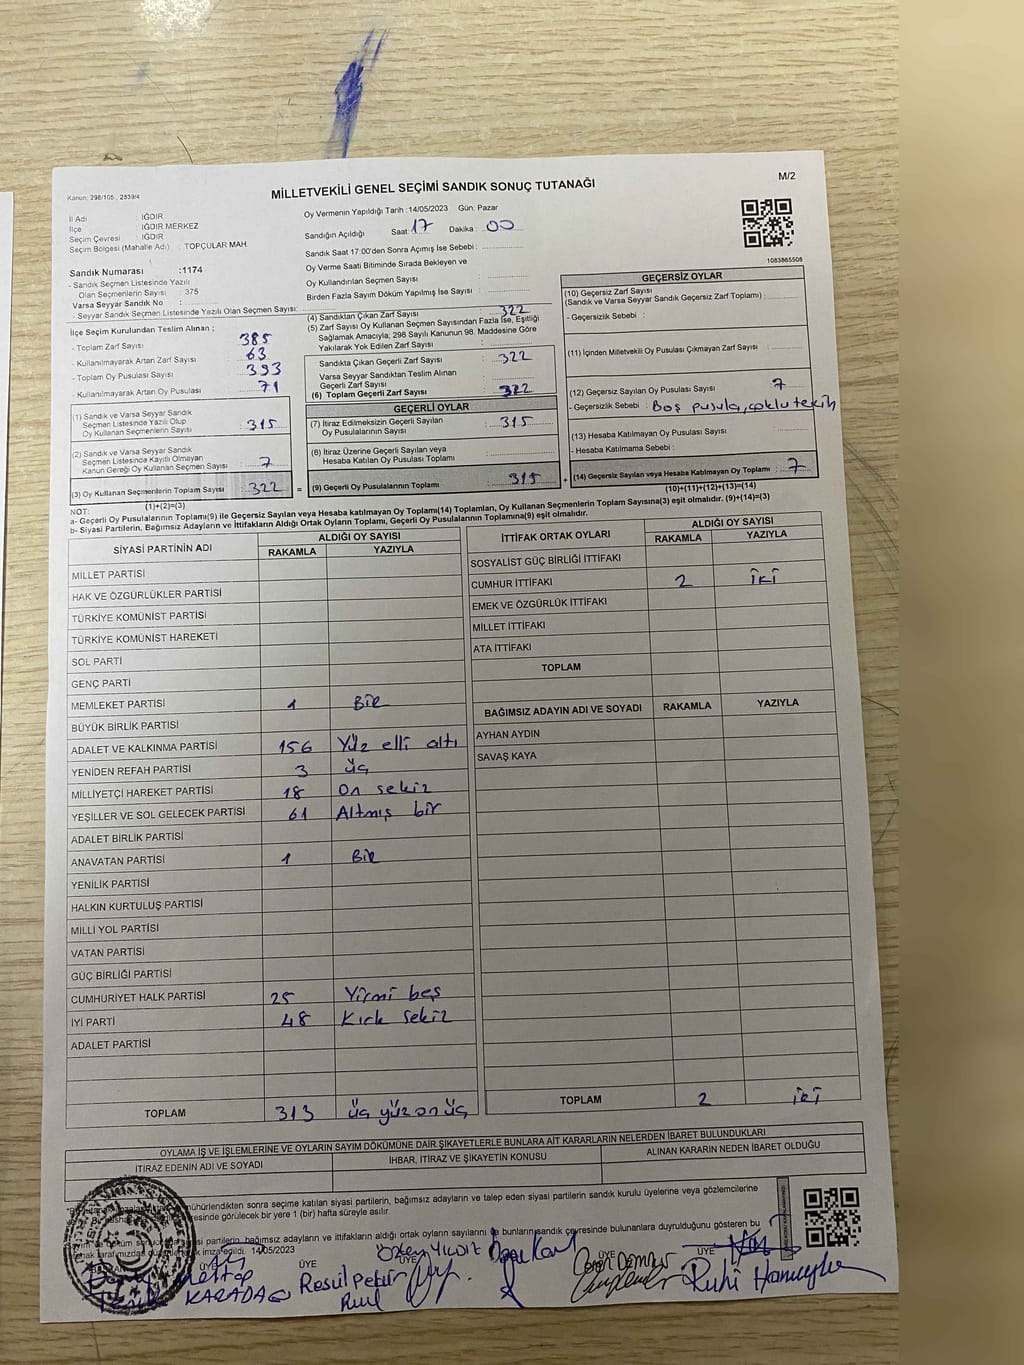 Kanun: 298/105 , 2839/4
MİLLETVEKİLİ GENEL SEÇİMİ SANDIK SONUÇ TUTANAĞI
M/2
İl Adı : IĞDIR
İlçe : IĞDIR MERKEZ
Seçim Çevresi : IĞDIR
Seçim Bölgesi (Mahalle Adı) : TOPÇULAR MAH.
Oy Vermenin Yapıldığı Tarih : 14/05/2023 Gün: Pazar
Sandığın Açıldığı Saat: 17 Dakika : 00
Sandık Saat 17:00'den Sonra Açılmış İse Sebebi :
Oy Verme Saati Bitiminde Sırada Bekleyen ve
Oy Kullandırılan Seçmen Sayısı :
Birden Fazla Sayım Döküm Yapılmış İse Sayısı :
1083865508
Sandık Numarası :1174
- Sandık Seçmen Listesinde Yazılı
Olan Seçmenlerin Sayısı : 375
Varsa Seyyar Sandık No :
- Seyyar Sandık Seçmen Listesinde Yazılı Olan Seçmen Sayısı:
İlçe Seçim Kurulundan Teslim Alınan ;
- Toplam Zarf Sayısı : 385
- Kullanılmayarak Artan Zarf Sayısı : 63
- Toplam Oy Pusulası Sayısı : 393
- Kullanılmayarak Artan Oy Pusulası : 71
(1) Sandık ve Varsa Seyyar Sandık
Seçmen Listesinde Yazılı Olup
Oy Kullanan Seçmenlerin Sayısı : 315
(2) Sandık ve Varsa Seyyar Sandık
Seçmen Listesinde Kayıtlı Olmayan
Kanun Gereği Oy Kullanan Seçmen Sayısı : 7
(3) Oy Kullanan Seçmenlerin Toplam Sayısı : 322
(1)+(2)=(3)
(4) Sandıktan Çıkan Zarf Sayısı : 322
(5) Zarf Sayısı Oy Kullanan Seçmen Sayısından Fazla İse, Eşitliği
Sağlamak Amacıyla; 298 Sayılı Kanunun 98. Maddesine Göre
Yakılarak Yok Edilen Zarf Sayısı :
Sandıkta Çıkan Geçerli Zarf Sayısı : 322
Varsa Seyyar Sandıktan Teslim Alınan
Geçerli Zarf Sayısı :
(6) Toplam Geçerli Zarf Sayısı : 322
GEÇERLİ OYLAR
(7) İtiraz Edilmeksizin Geçerli Sayılan
Oy Pusulalarının Sayısı : 315
(8) İtiraz Üzerine Geçerli Sayılan veya
Hesaba Katılan Oy Pusulası Toplamı :
= (9) Geçerli Oy Pusulalarının Toplamı : 315
GEÇERSİZ OYLAR
(10) Geçersiz Zarf Sayısı
(Sandık ve Varsa Seyyar Sandık Geçersiz Zarf Toplamı) :
- Geçersizlik Sebebi :
(11) İçinden Milletvekili Oy Pusulası Çıkmayan Zarf Sayısı :
(12) Geçersiz Sayılan Oy Pusulası Sayısı : 7
- Geçersizlik Sebebi : Boş pusula, çoklu tercih
(13) Hesaba Katılmayan Oy Pusulası Sayısı :
- Hesaba Katılmama Sebebi :
+ (14) Geçersiz Sayılan veya Hesaba Katılmayan Oy Toplamı : 7
(10)+(11)+(12)+(13)=(14)
NOT:
a- Geçerli Oy Pusulalarının Toplamı(9) ile Geçersiz Sayılan veya Hesaba katılmayan Oy Toplamı(14) Toplamları, Oy Kullanan Seçmenlerin Toplam Sayısına(3) eşit olmalıdır. (9)+(14)=(3)
b- Siyasi Partilerin, Bağımsız Adayların ve İttifakların Aldığı Ortak Oyların Toplamı, Geçerli Oy Pusulalarının Toplamına(9) eşit olmalıdır.
SİYASİ PARTİNİN ADI ALDIĞI OY SAYISI
RAKAMLA YAZIYLA
MİLLET PARTİSİ
HAK VE ÖZGÜRLÜKLER PARTİSİ
TÜRKİYE KOMÜNİST PARTİSİ
TÜRKİYE KOMÜNİST HAREKETİ
SOL PARTİ
GENÇ PARTİ
MEMLEKET PARTİSİ 1 Bir
BÜYÜK BİRLİK PARTİSİ
ADALET VE KALKINMA PARTİSİ 156 Yüz elli altı
YENİDEN REFAH PARTİSİ 3 üç
MİLLİYETÇİ HAREKET PARTİSİ 18 On sekiz
YEŞİLLER VE SOL GELECEK PARTİSİ 61 Altmış bir
ADALET BİRLİK PARTİSİ
ANAVATAN PARTİSİ 1 Bir
YENİLİK PARTİSİ
HALKIN KURTULUŞ PARTİSİ
MİLLİ YOL PARTİSİ
VATAN PARTİSİ
GÜÇ BİRLİĞİ PARTİSİ
CUMHURİYET HALK PARTİSİ 25 Yirmi beş
İYİ PARTİ 48 Kırk sekiz
ADALET PARTİSİ
TOPLAM 313 üç yüz on üç
İTTİFAK ORTAK OYLARI ALDIĞI OY SAYISI
RAKAMLA YAZIYLA
SOSYALİST GÜÇ BİRLİĞİ İTTİFAKI
CUMHUR İTTİFAKI 2 iki
EMEK VE ÖZGÜRLÜK İTTİFAKI
MİLLET İTTİFAKI
ATA İTTİFAKI
TOPLAM
BAĞIMSIZ ADAYIN ADI VE SOYADI RAKAMLA YAZIYLA
AYHAN AYDIN
SAVAŞ KAYA
TOPLAM 2 iki
OYLAMA İŞ VE İŞLEMLERİNE VE OYLARIN SAYIM DÖKÜMÜNE DAİR ŞİKAYETLERLE BUNLARA AİT KARARLARIN NELERDEN İBARET BULUNDUKLARI
İTİRAZ EDENİN ADI VE SOYADI İHBAR, İTİRAZ VE ŞİKAYETİN KONUSU ALINAN KARARIN NEDEN İBARET OLDUĞU
mühürlendikten sonra seçime katılan siyasi partilerin, bağımsız adayların ve talep eden siyasi partilerin sandık kurulu üyelerine veya gözlemcilerine
görülecek bir yere 1 (bir) hafta süreyle asılır.
partilerin, bağımsız adayların ve ittifakların aldığı ortak oyların sayılarını ve bunların sandık çevresinde bulunanlara duyrulduğunu gösteren bu
imza edildi. 14/05/2023
ÜYE ÜYE ÜYE ÜYE
KARADAĞ Resul Özlem Yıldız Ceren Demir Ruhi